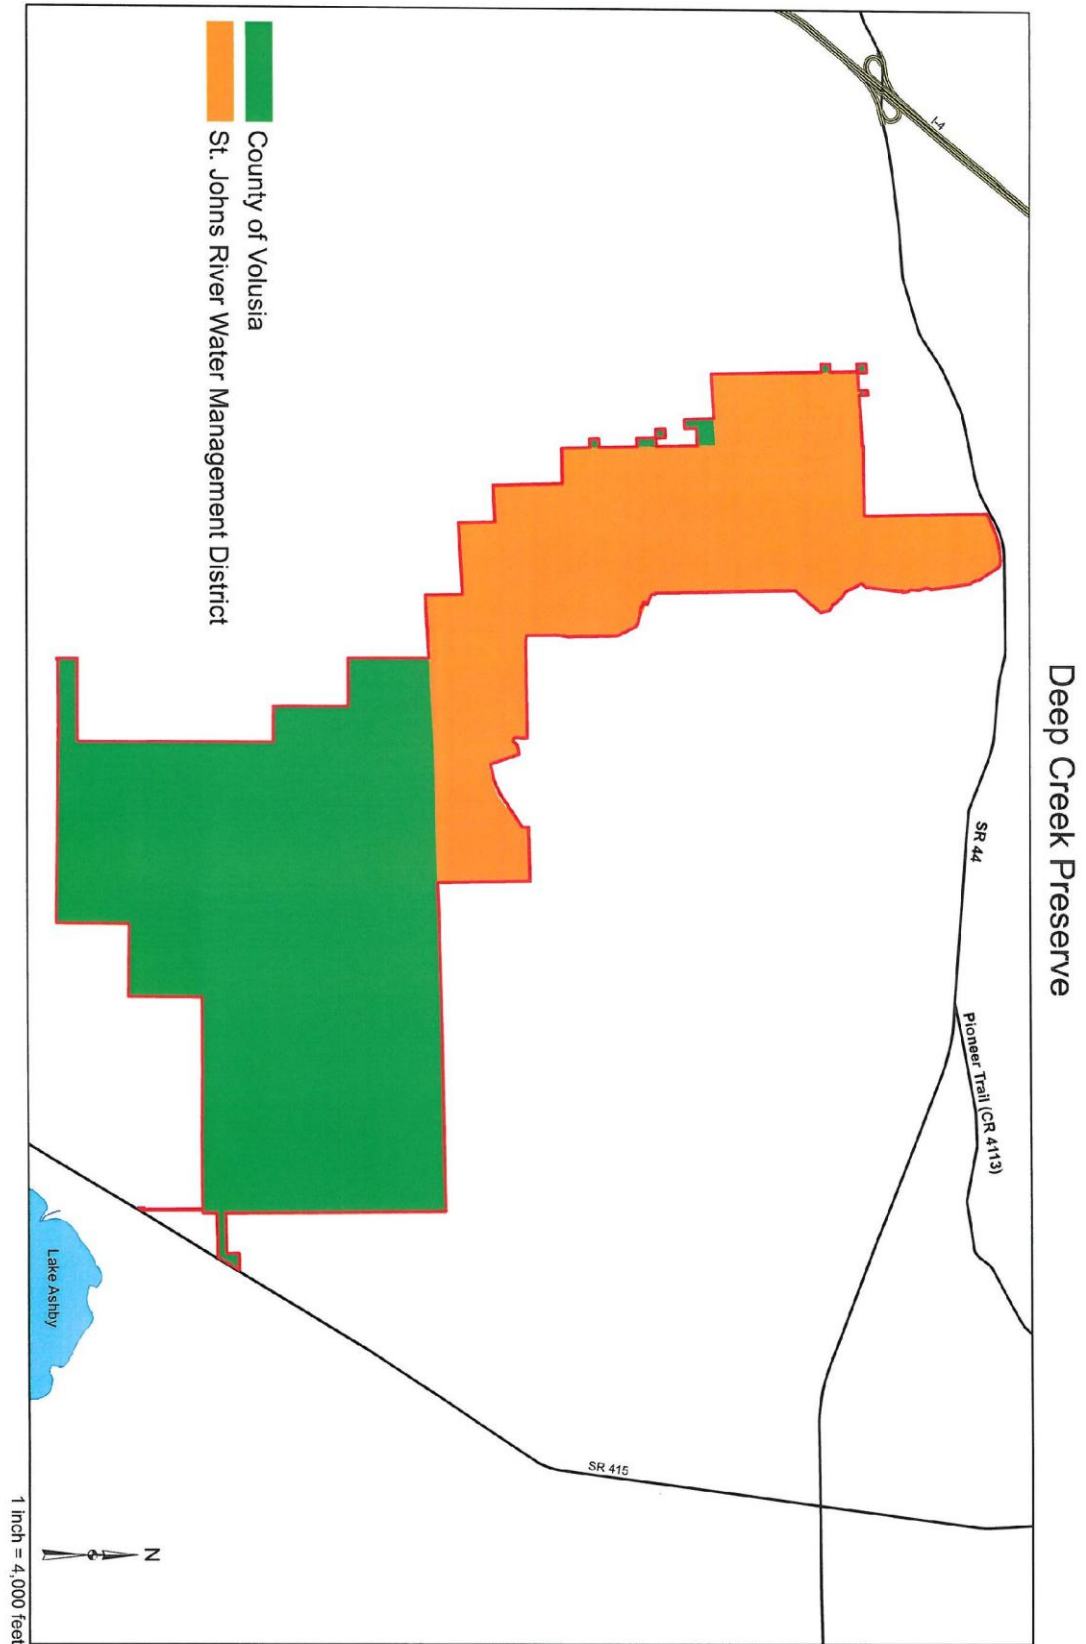 Deep Creek Preserve
I-4
SR 44
Pioneer Trail (CR 4113)
SR 415
County of Volusia
St. Johns River Water Management District
Lake Ashby
N
1 inch = 4,000 feet